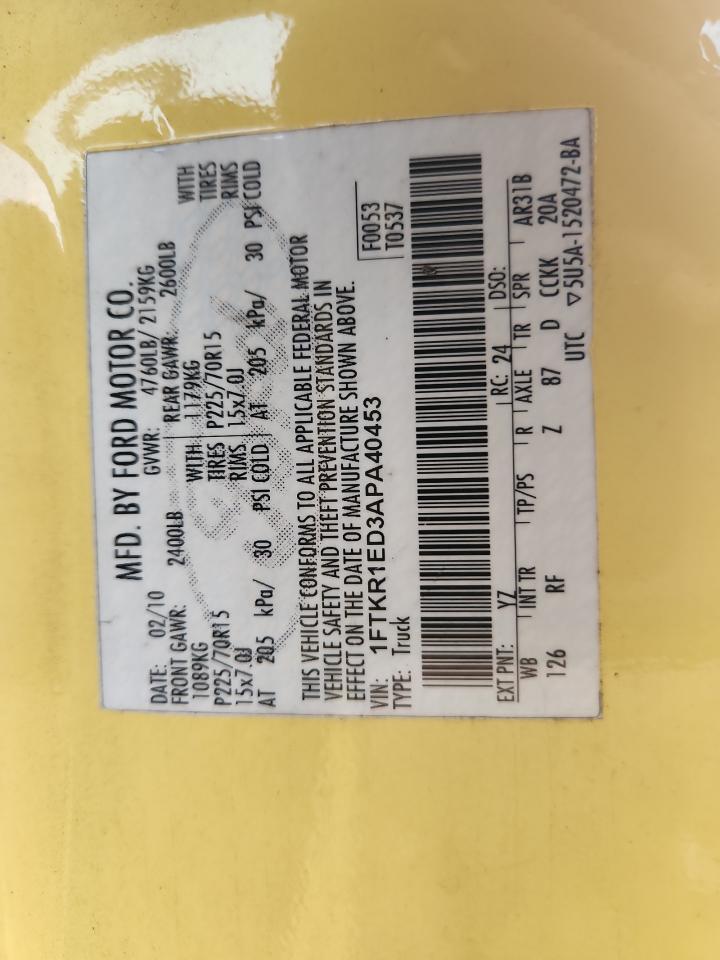 MFD. BY FORD MOTOR CO.
DATE: 02/10 GVWR: 4760LB/ 2159KG
FRONT GAWR: 2400LB REAR GAWR: 2600LB
1089KG WITH 1179KG WITH
P225/70R15 TIRES P225/70R15 TIRES
15x7.0J RIMS 15x7.0J RIMS
AT 205 kPa/ 30 PSI COLD AT 205 kPa/ 30 PSI COLD
THIS VEHICLE CONFORMS TO ALL APPLICABLE FEDERAL MOTOR
VEHICLE SAFETY AND THEFT PREVENTION STANDARDS IN
EFFECT ON THE DATE OF MANUFACTURE SHOWN ABOVE.
VIN: 1FTKR1ED3APA40453 F0053
TYPE: Truck T0537
EXT PNT: YZ RC: 24 DSO:
WB INT TR TP/PS R AXLE TR SPR AR31B
126 RF Z 87 D CCKK 20A
UTC ▽5U5A-1520472-BA